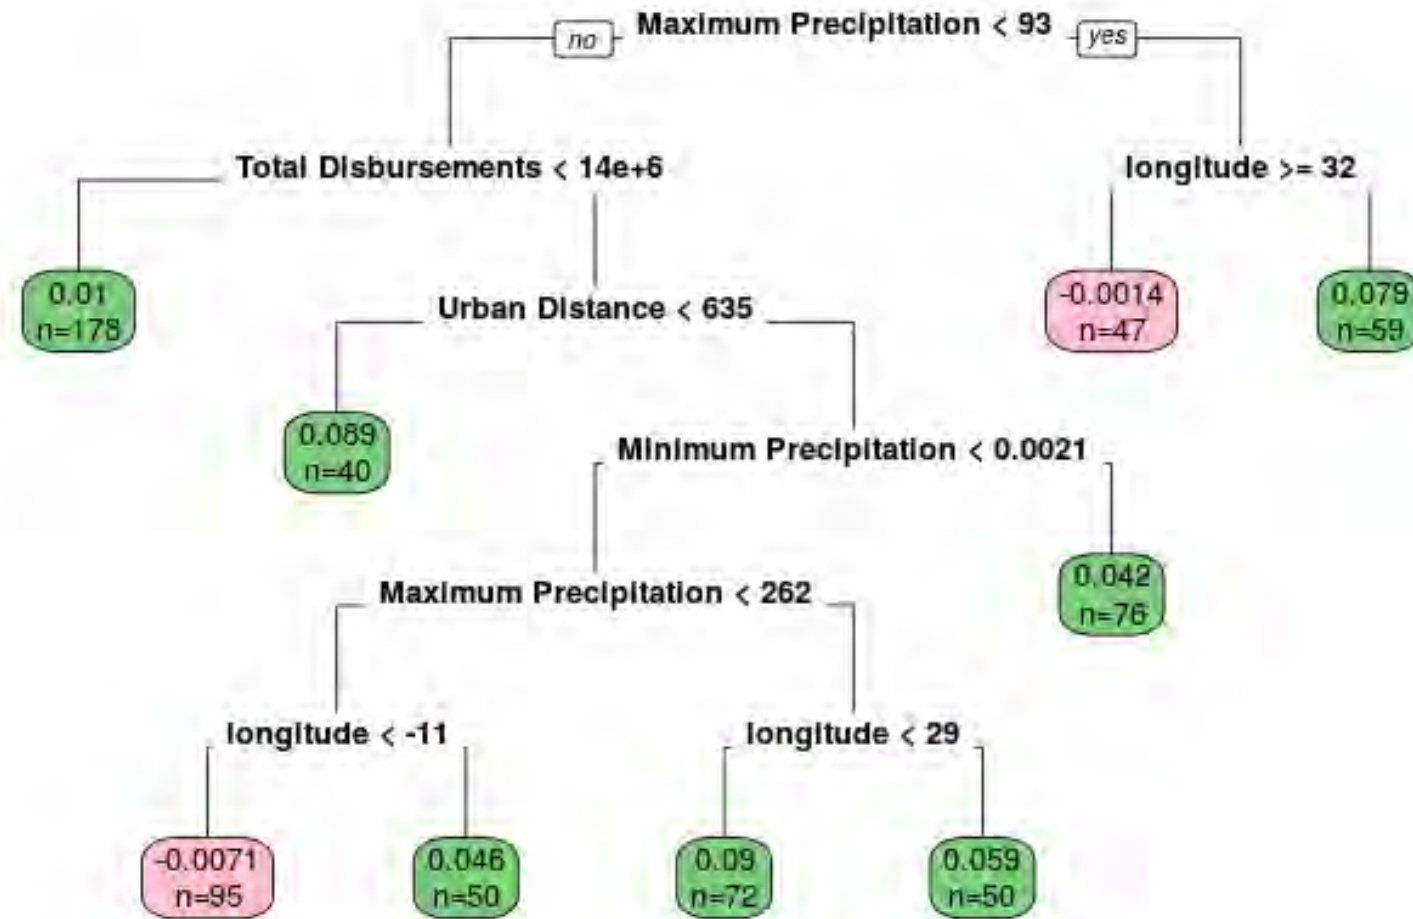 Maximum Precipitation < 93
no
yes
Total Disbursements < 14e+6
longitude >= 32
0.01
n=178
-0.0014
n=47
0.079
n=59
Urban Distance < 635
0.089
n=40
Minimum Precipitation < 0.0021
0.042
n=76
Maximum Precipitation < 262
longitude < -11
longitude < 29
-0.0071
n=95
0.046
n=50
0.09
n=72
0.059
n=50